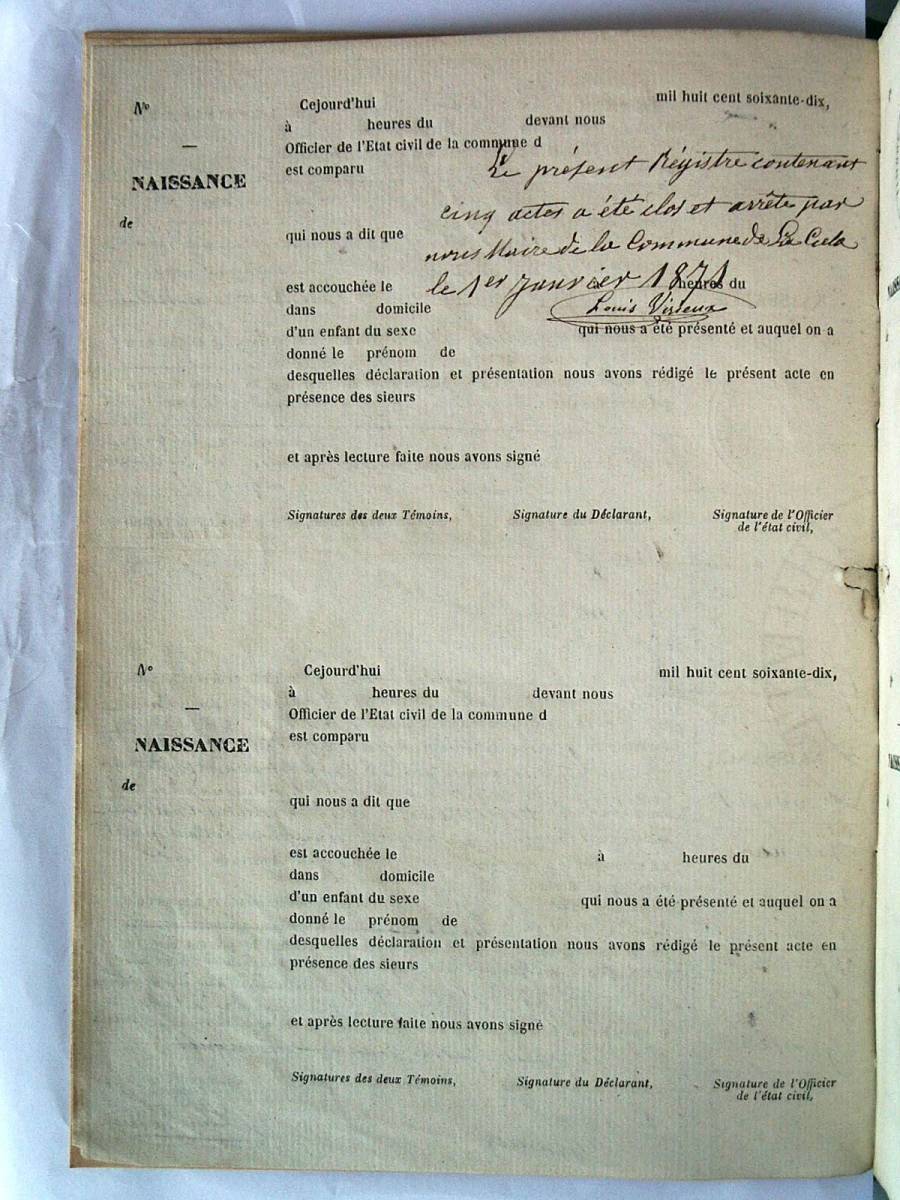 N° Cejourd'hui mil huit cent soixante-dix,
à heures du devant nous
Officier de l'Etat civil de la commune d
est comparu Le présent Régistre contenant
NAISSANCE
cinq actes a été clos et arrêté par
de
qui nous a dit que
nous Maire de la Commune de La
est accouchée le le 1er Janvier 1871 à heures du
dans domicile Louis
d'un enfant du sexe qui nous a été présenté et auquel on a
donné le prénom de
desquelles déclaration et présentation nous avons rédigé le présent acte en
présence des sieurs
et après lecture faite nous avons signé
Signatures des deux Témoins, Signature du Déclarant, Signature de l'Officier
de l'état civil,
N° Cejourd'hui mil huit cent soixante-dix,
à heures du devant nous
Officier de l'Etat civil de la commune d
est comparu
NAISSANCE
de
qui nous a dit que
est accouchée le à heures du
dans domicile
d'un enfant du sexe qui nous a été présenté et auquel on a
donné le prénom de
desquelles déclaration et présentation nous avons rédigé le présent acte en
présence des sieurs
et après lecture faite nous avons signé
Signatures des deux Témoins, Signature du Déclarant, Signature de l'Officier
de l'état civil,